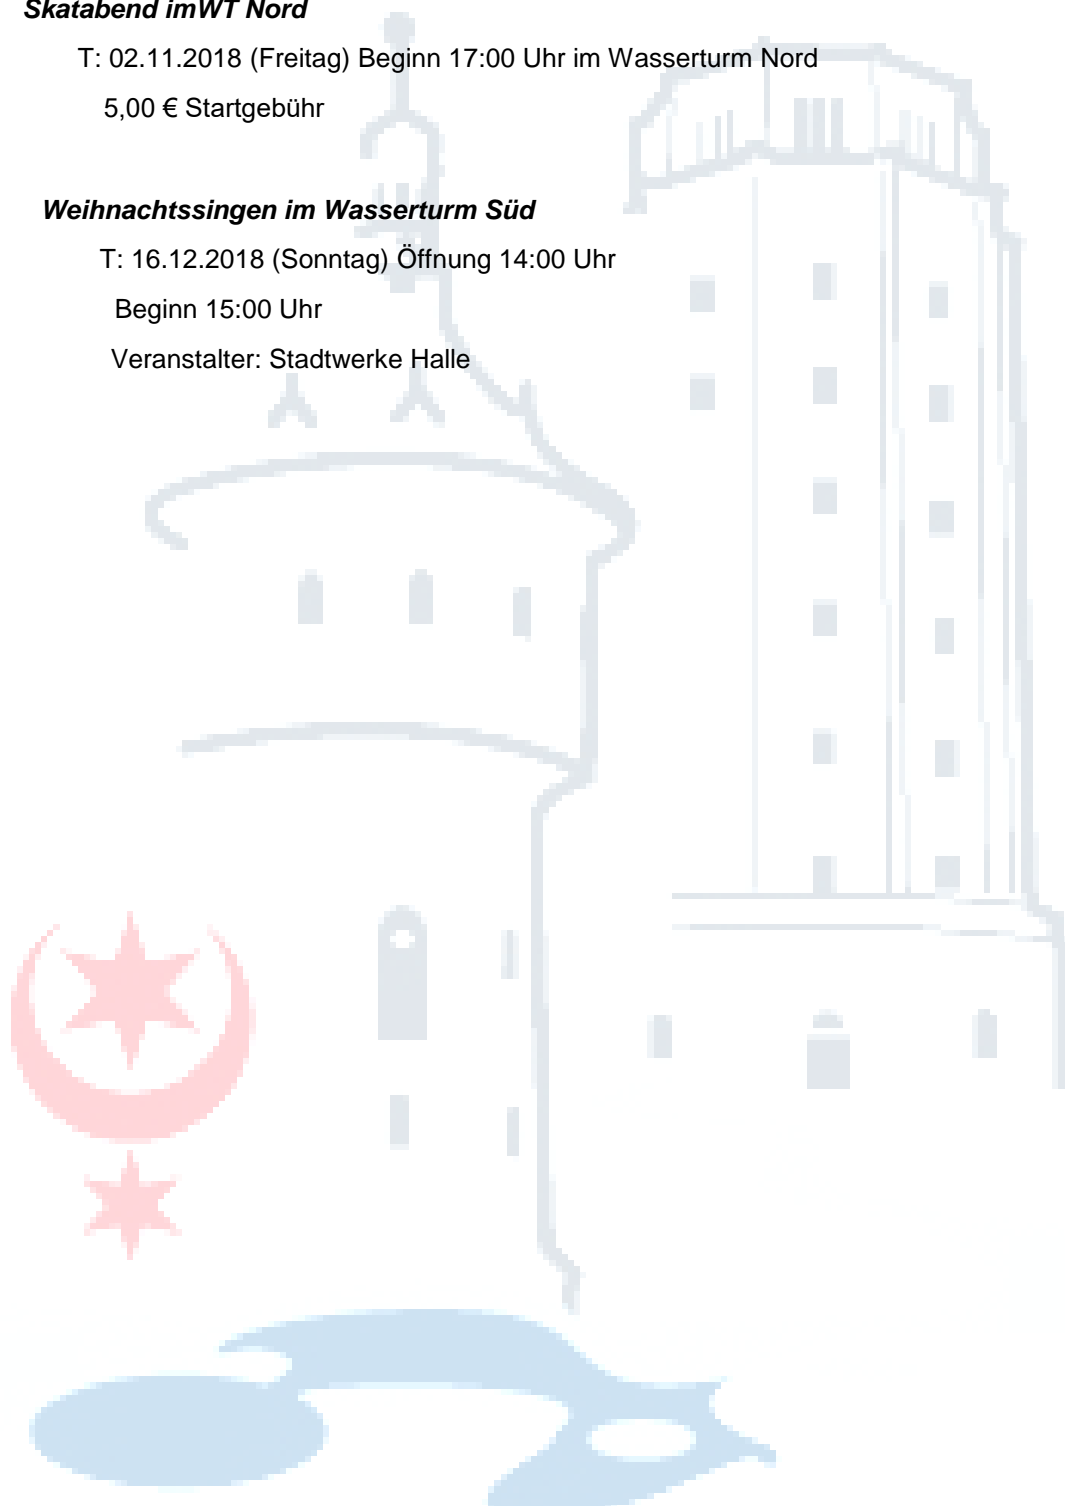 Skatabend imWT Nord
T: 02.11.2018 (Freitag) Beginn 17:00 Uhr im Wasserturm Nord
5,00 € Startgebühr
Weihnachtssingen im Wasserturm Süd
T: 16.12.2018 (Sonntag) Öffnung 14:00 Uhr
Beginn 15:00 Uhr
Veranstalter: Stadtwerke Halle